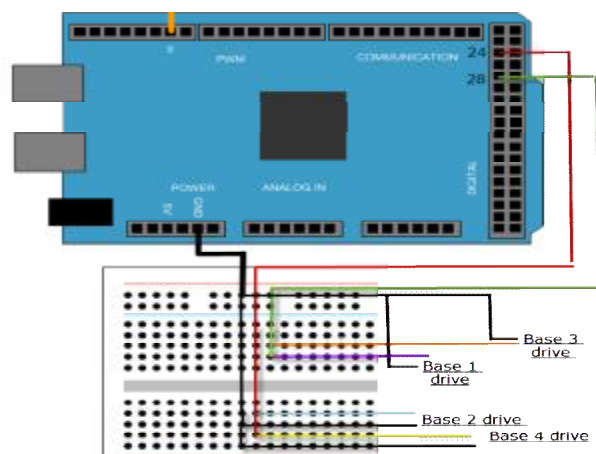 PWM
COMMUNICATION
24
28
DIGITAL
POWER
ANALOG IN
5V
GND
Base 3
drive
Base 1
drive
Base 2 drive
Base 4 drive